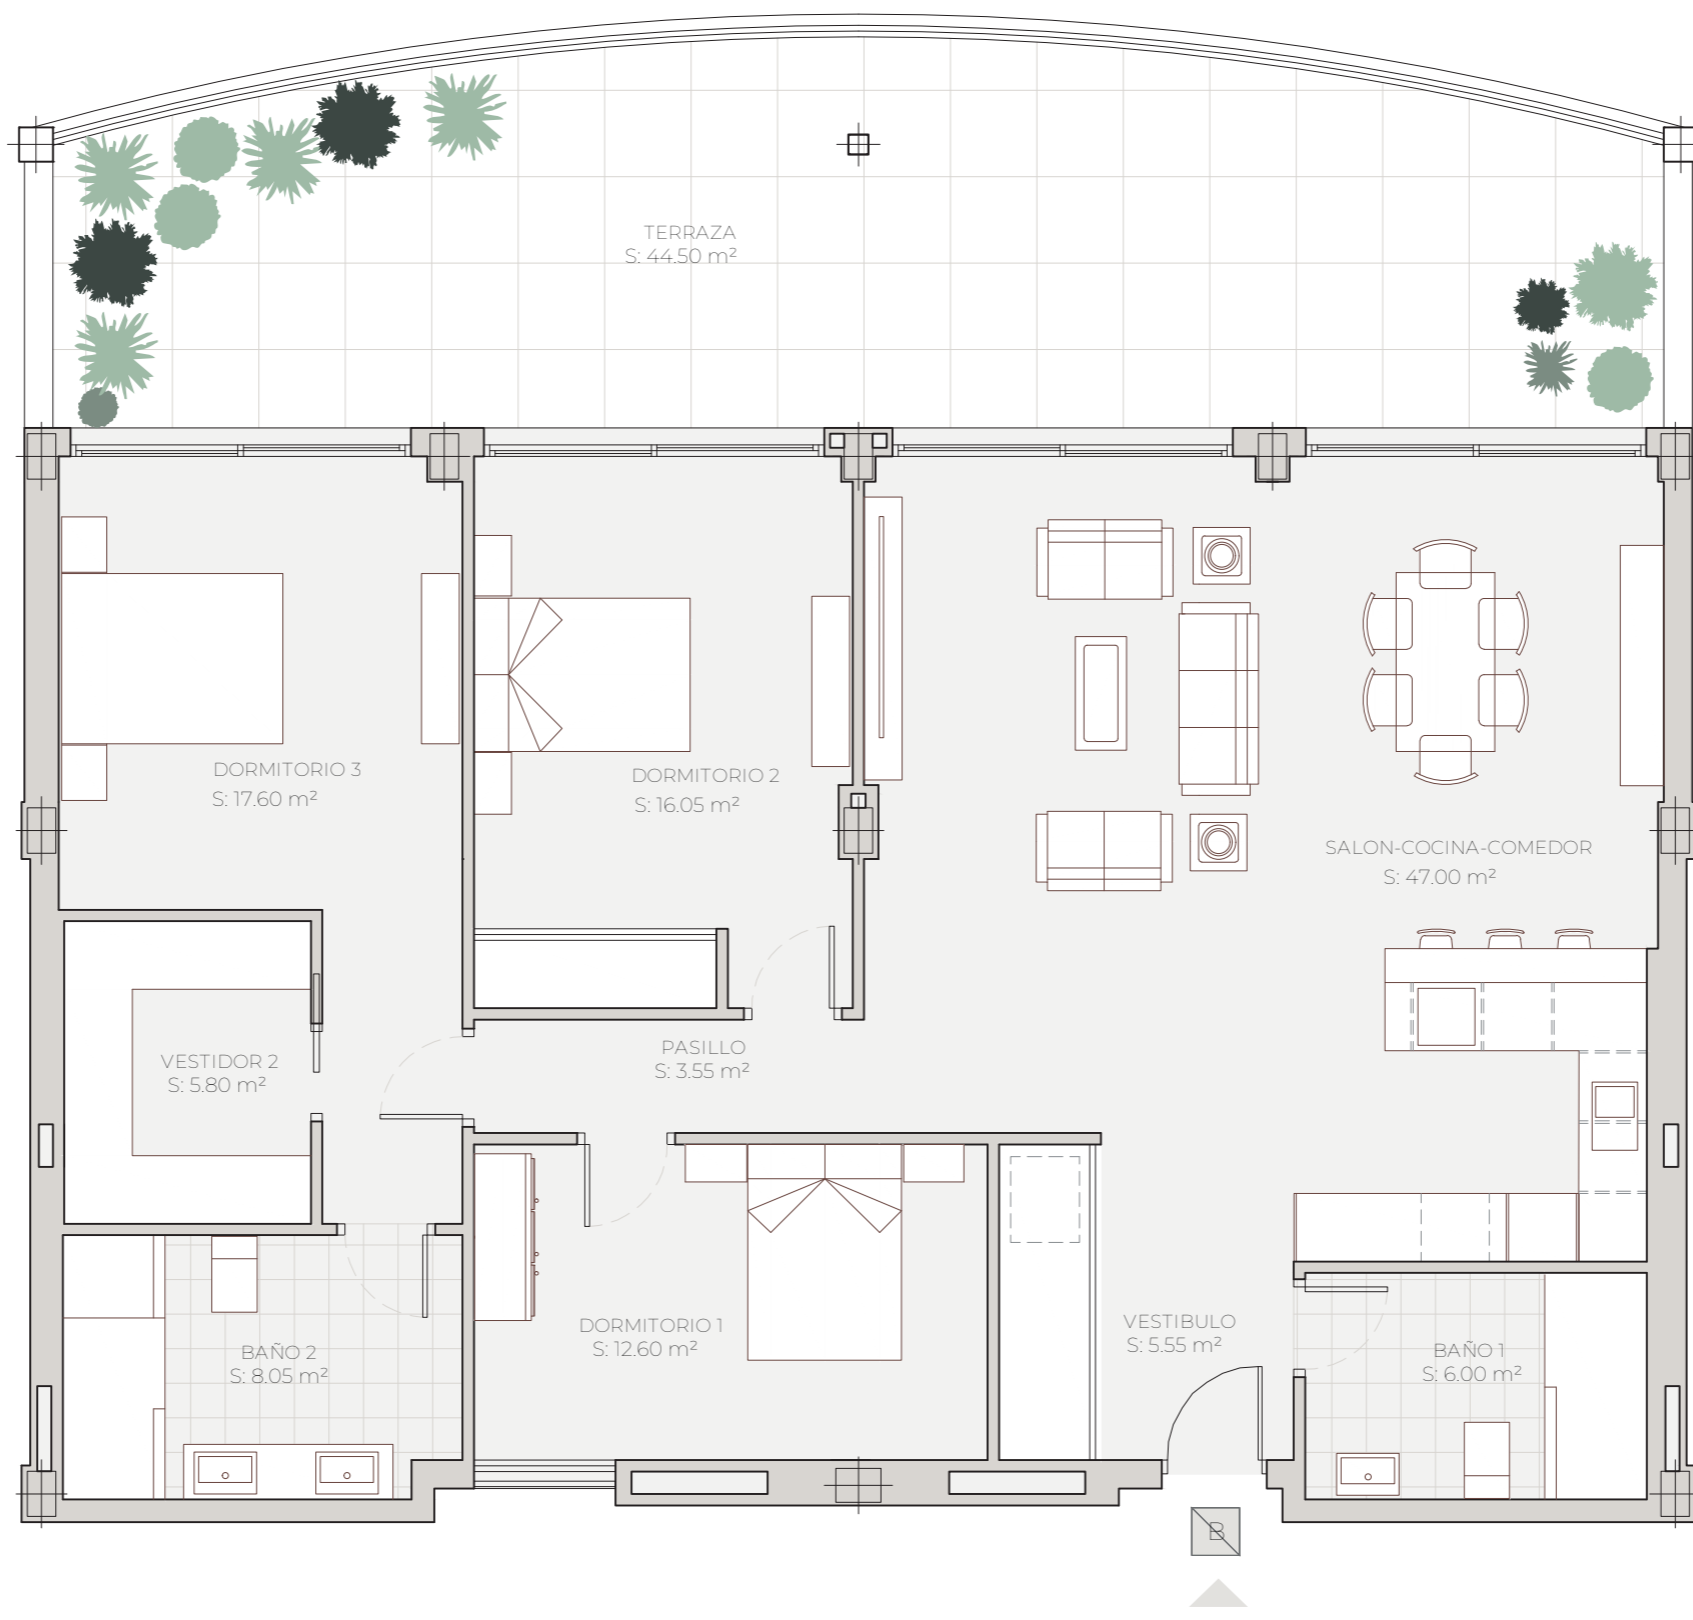 TERRAZA
S: 44.50 m²
DORMITORIO 3
S: 17.60 m²
DORMITORIO 2
S: 16.05 m²
SALON-COCINA-COMEDOR
S: 47.00 m²
VESTIDOR 2
S: 5.80 m²
PASILLO
S: 3.55 m²
BAÑO 2
S: 8.05 m²
DORMITORIO 1
S: 12.60 m²
VESTIBULO
S: 5.55 m²
BAÑO 1
S: 6.00 m²
B